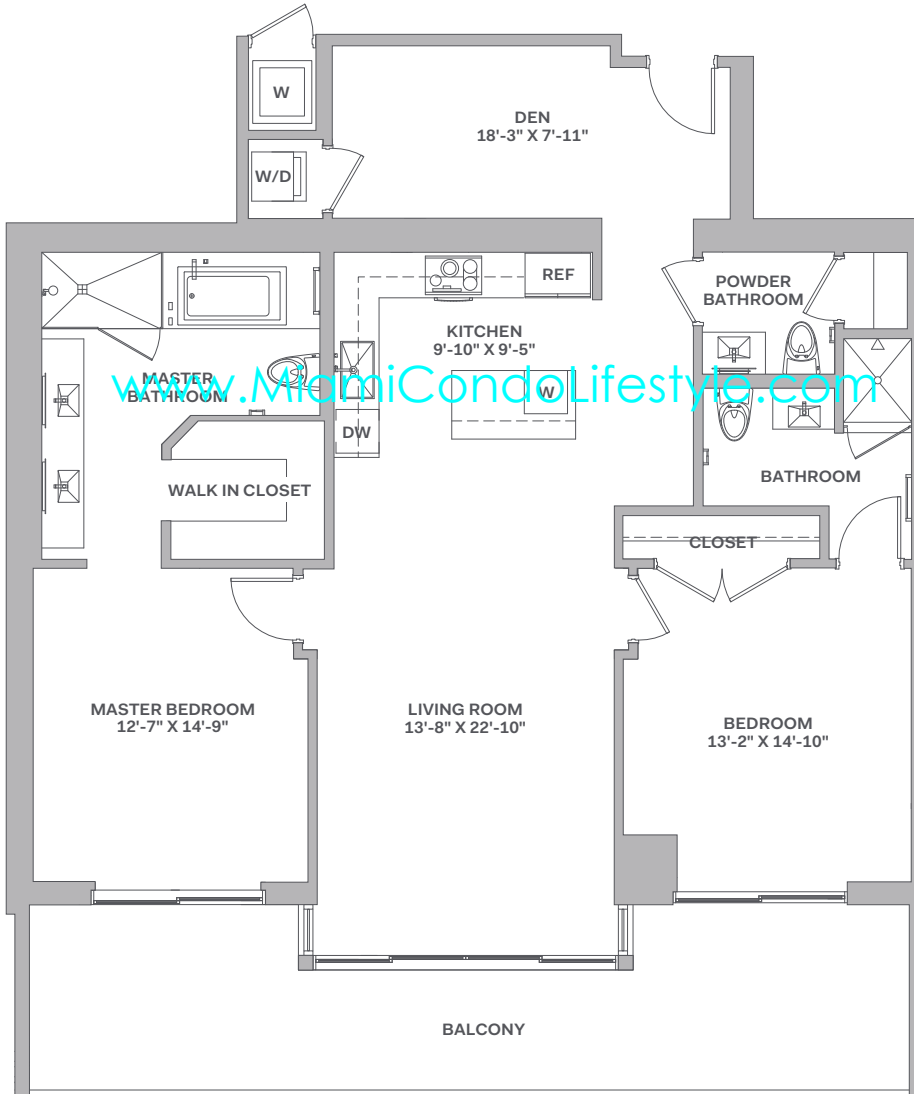 W
DEN
18'-3" X 7'-11"
W/D
REF
POWDER
BATHROOM
KITCHEN
9'-10" X 9'-5"
MASTER
BATHROOM
www.MiamiCondoLifestyle.com
W
DW
BATHROOM
WALK IN CLOSET
CLOSET
MASTER BEDROOM
12'-7" X 14'-9"
LIVING ROOM
13'-8" X 22'-10"
BEDROOM
13'-2" X 14'-10"
BALCONY